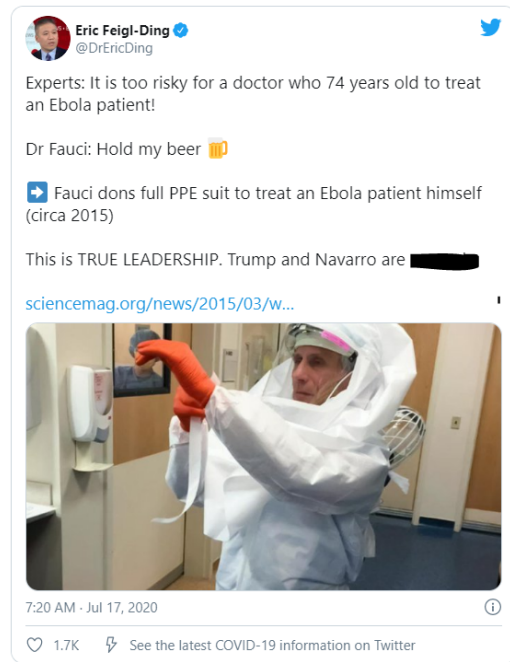 Eric Feigl-Ding
@DrEricDing
Experts: It is too risky for a doctor who 74 years old to treat
an Ebola patient!
Dr Fauci: Hold my beer 🍺
➡️ Fauci dons full PPE suit to treat an Ebola patient himself
(circa 2015)
This is TRUE LEADERSHIP. Trump and Navarro are
sciencemag.org/news/2015/03/w...
7:20 AM · Jul 17, 2020
1.7K See the latest COVID-19 information on Twitter